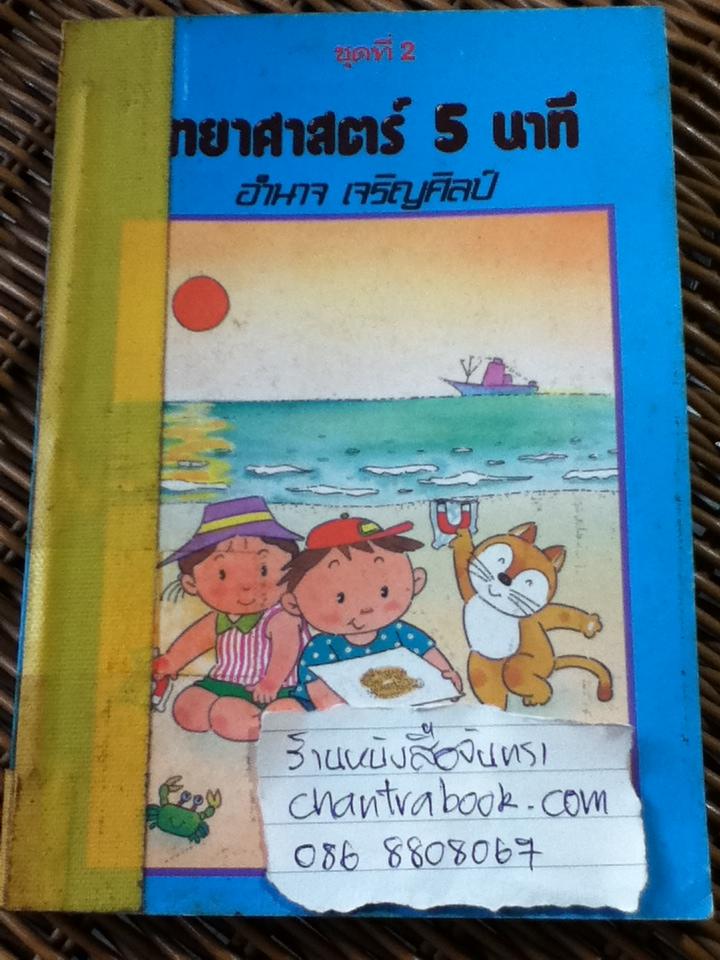 ชุดที่ 2
วิทยาศาสตร์ 5 นาที
อำนาจ เจริญศิลป์
ร้านหนังสือจันทรา
chantrabook.com
086 8808067